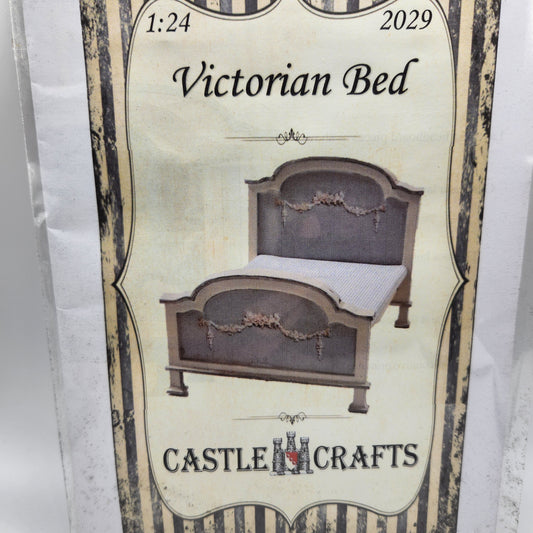 1:24 2029
Victorian Bed
CASTLE CRAFTS